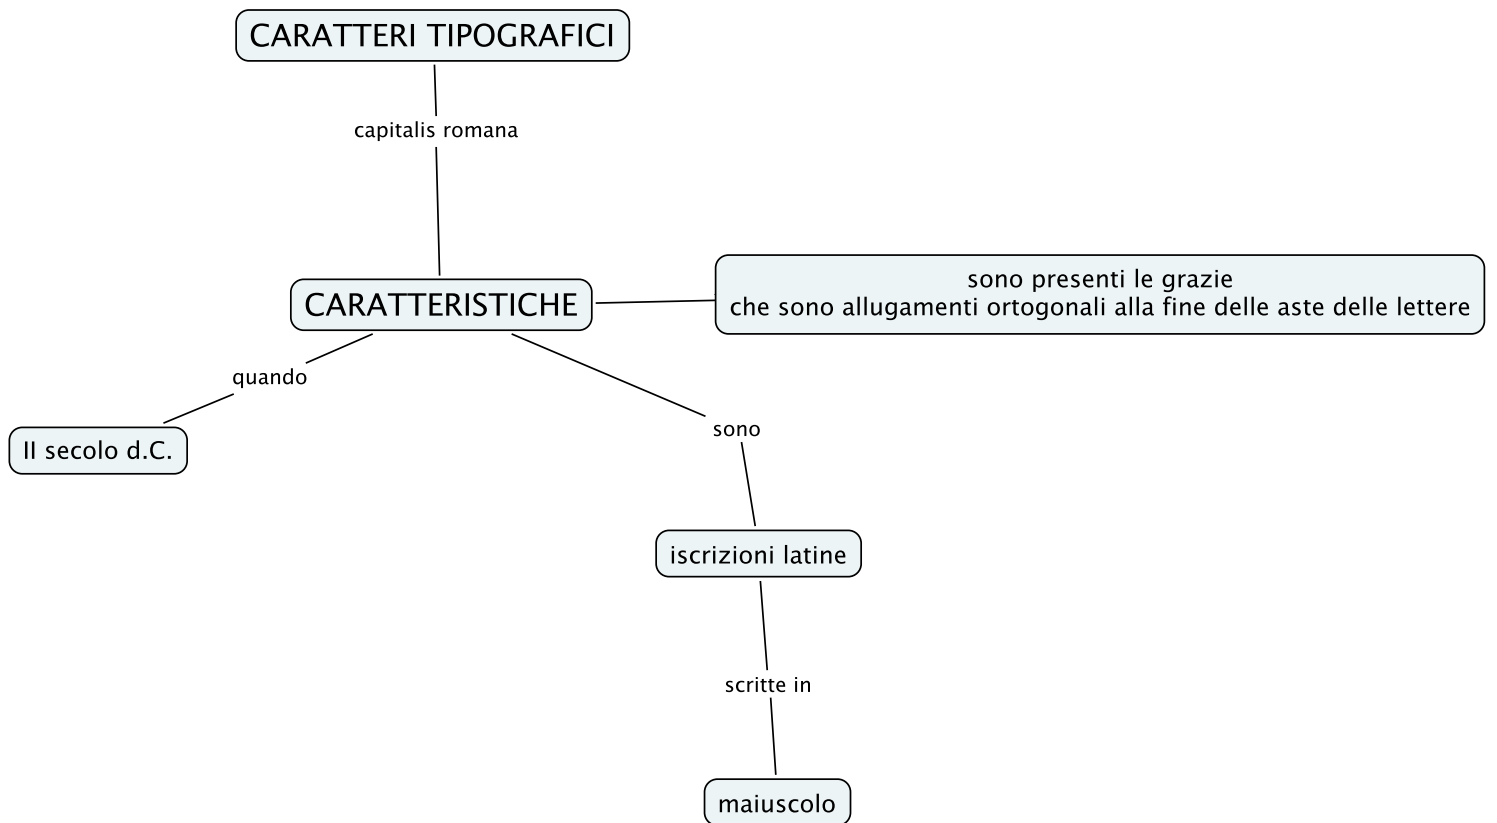 CARATTERI TIPOGRAFICI
capitalis romana
CARATTERISTICHE
sono presenti le grazie
che sono allugamenti ortogonali alla fine delle aste delle lettere
quando
II secolo d.C.
sono
iscrizioni latine
scritte in
maiuscolo